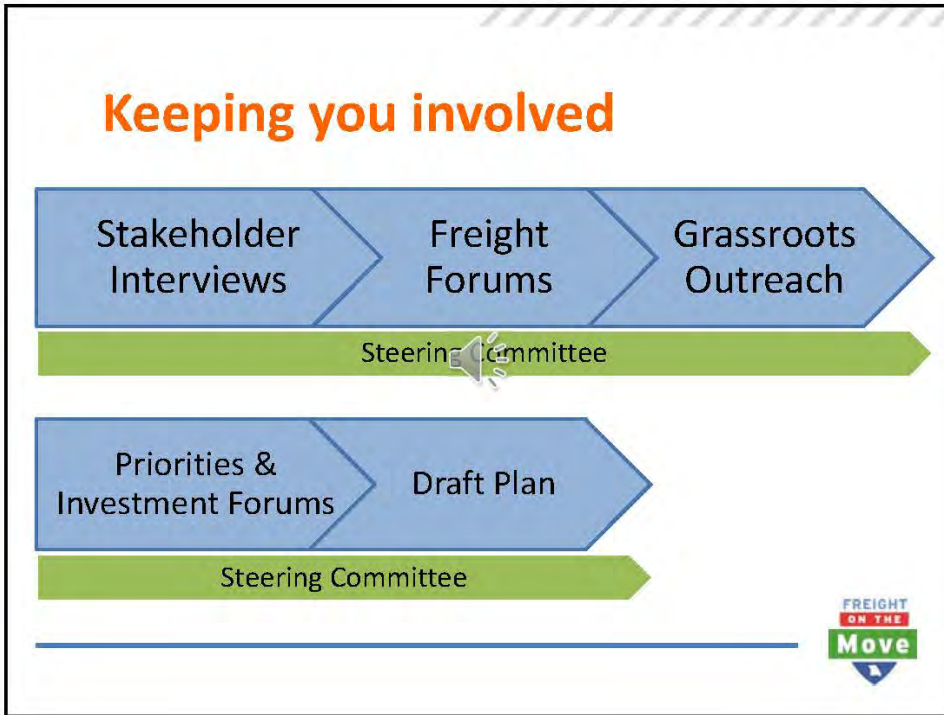 Keeping you involved
Stakeholder
Interviews
Freight
Forums
Grassroots
Outreach
Steering Committee
Priorities &
Investment Forums
Draft Plan
Steering Committee
FREIGHT
ON THE
Move